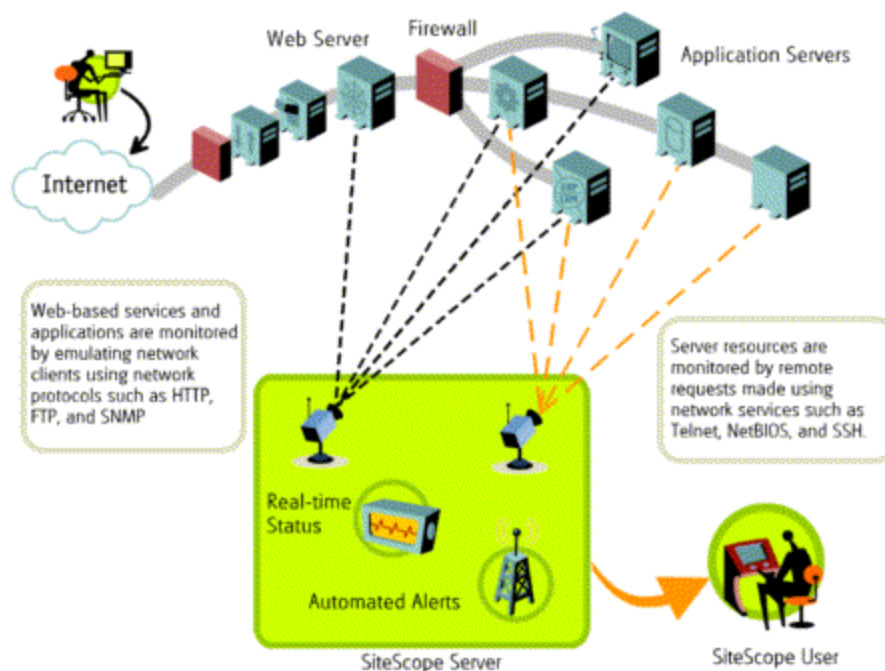 Web Server
Firewall
Application Servers
Internet
Web-based services and
applications are monitored
by emulating network
clients using network
protocols such as HTTP,
FTP, and SNMP
Server resources are
monitored by remote
requests made using
network services such as
Telnet, NetBIOS, and SSH.
Real-time
Status
Automated Alerts
SiteScope Server
SiteScope User